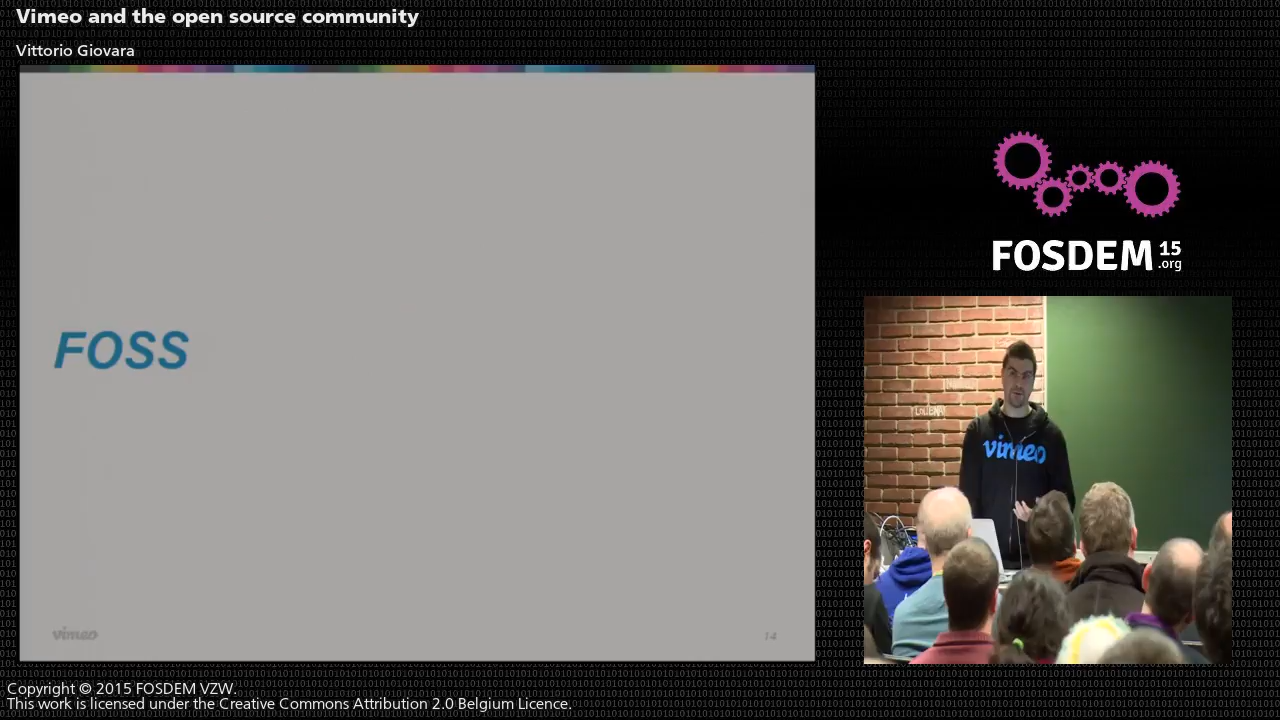 Vimeo and the open source community
Vittorio Giovara
FOSS
vimeo
14
FOSDEM 15
.org
vimeo
Copyright © 2015 FOSDEM VZW.
This work is licensed under the Creative Commons Attribution 2.0 Belgium Licence.